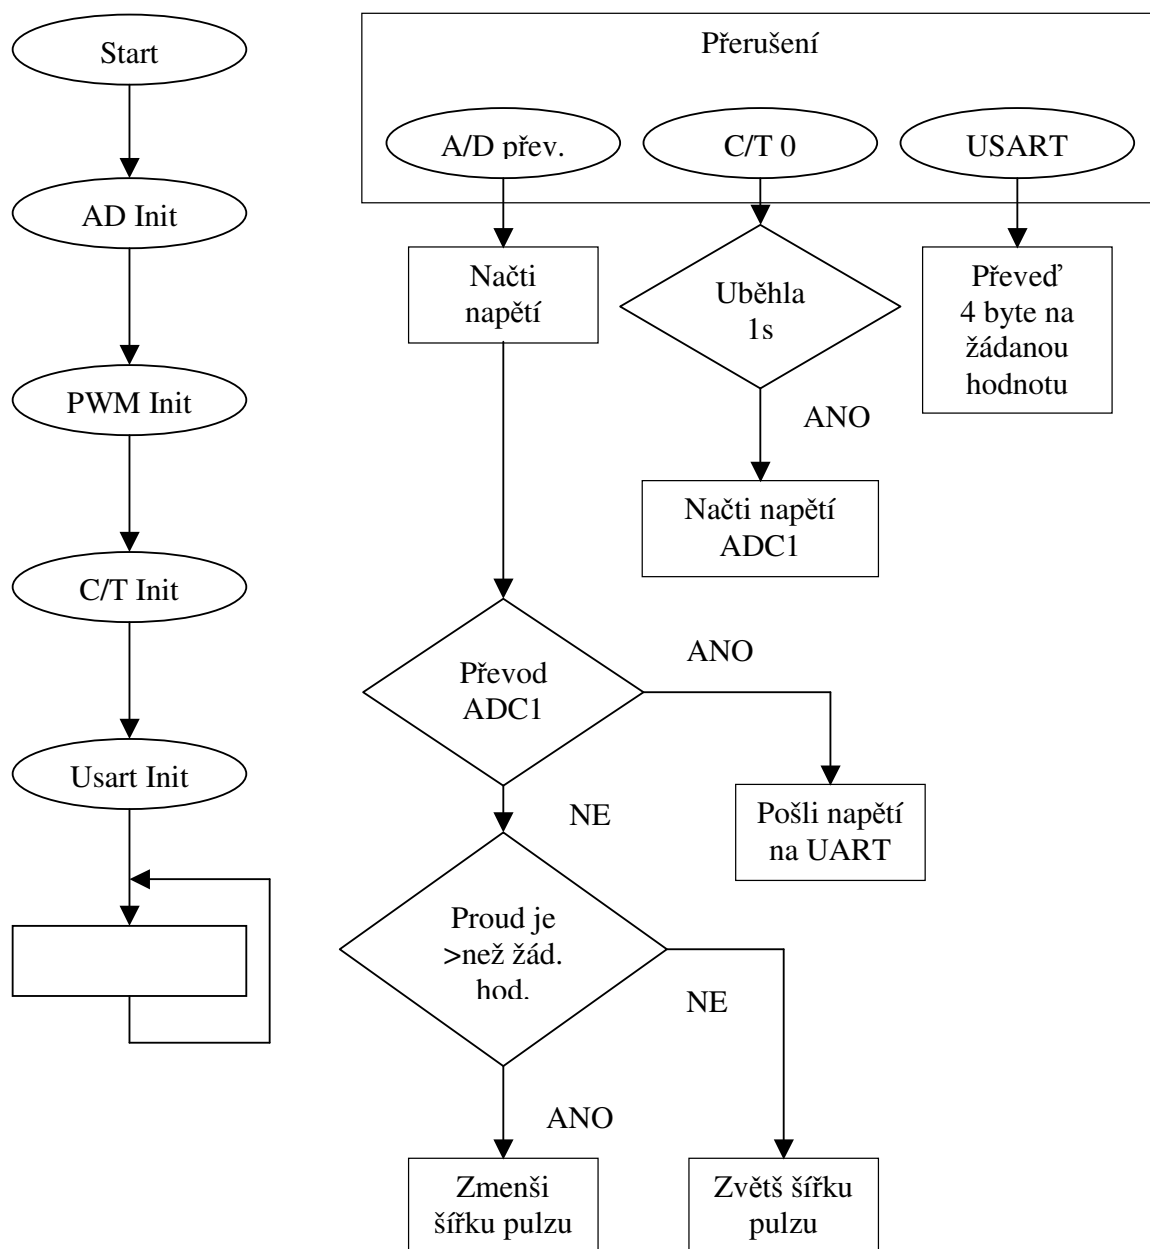 Start
AD Init
PWM Init
C/T Init
Usart Init
Přerušení
A/D přev.
C/T 0
USART
Načti
napětí
Uběhla
1s
Převeď
4 byte na
žádanou
hodnotu
ANO
Načti napětí
ADC1
Převod
ADC1
ANO
NE
Pošli napětí
na UART
Proud je
>než žád.
hod.
NE
ANO
Zmenši
šířku pulzu
Zvětš šířku
pulzu